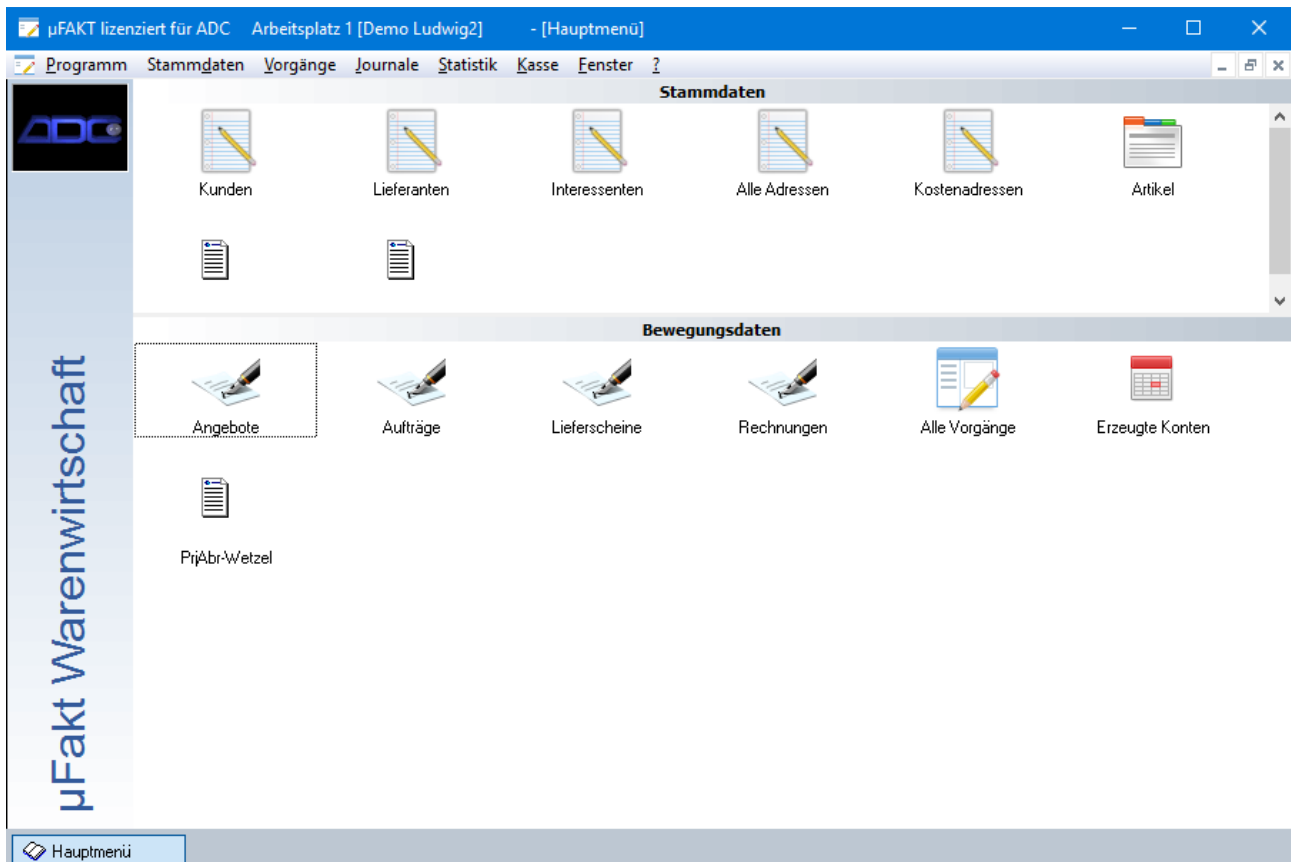 µFAKT lizenziert für ADC Arbeitsplatz 1 [Demo Ludwig2] - [Hauptmenü]
Programm Stammdaten Vorgänge Journale Statistik Kasse Fenster ?
ADC
Stammdaten
Kunden Lieferanten Interessenten Alle Adressen Kostenadressen Artikel
Bewegungsdaten
Angebote Aufträge Lieferscheine Rechnungen Alle Vorgänge Erzeugte Konten
PrjAbr-Wetzel
µFakt Warenwirtschaft
Hauptmenü